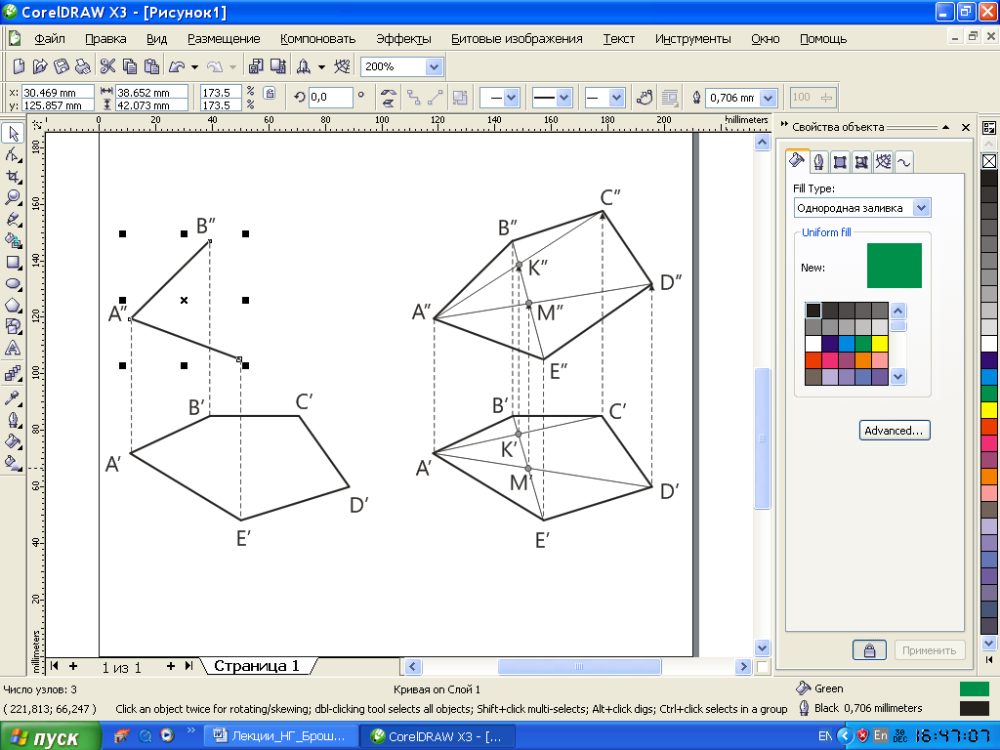 CorelDRAW X3 - [Рисунок1]
Файл Правка Вид Размещение Компоновать Эффекты Битовые изображения Текст Инструменты Окно Помощь
200%
x: 30.469 mm 38.652 mm 173.5 % 0,0 ° 0,706 mm 100
y: 125.857 mm 42.073 mm 173.5 %
0 20 40 60 80 100 120 140 160 180 200 millimeters
180
160
140
120
100
80
60
40
20
millimeters
B″
A″
B′
C′
A′
D′
E′
C″
B″
K″
D″
A″
M″
E″
B′
C′
K′
A′
M′
D′
E′
Свойства объекта
Fill Type:
Однородная заливка
Uniform fill
New:
Advanced...
Применить
1 из 1 Страница 1
Число узлов: 3 Кривая on Слой 1 Green
( 221,813; 66,247 ) Click an object twice for rotating/skewing; dbl-clicking tool selects all objects; Shift+click multi-selects; Alt+click digs; Ctrl+click selects in a group Black 0,706 millimeters
пуск Лекции_НГ_Брош... CorelDRAW X3 - [... EN En 30 DEC 16:47:07